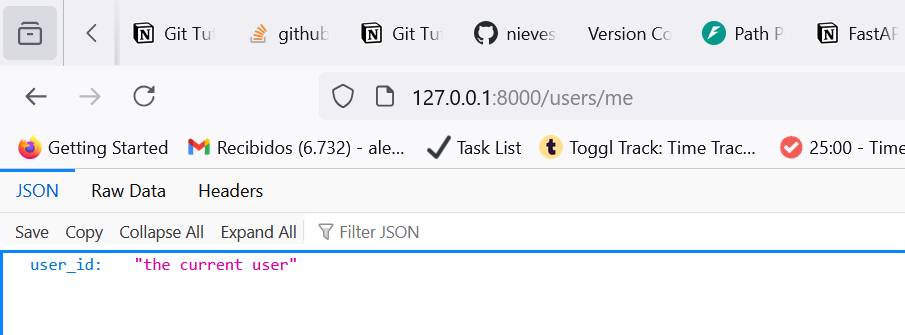 Git Tut github Git Tut nieves Version Co Path P FastAP
127.0.0.1:8000/users/me
Getting Started Recibidos (6.732) - ale... Task List Toggl Track: Time Trac... 25:00 - Time
JSON Raw Data Headers
Save Copy Collapse All Expand All Filter JSON
user_id: "the current user"